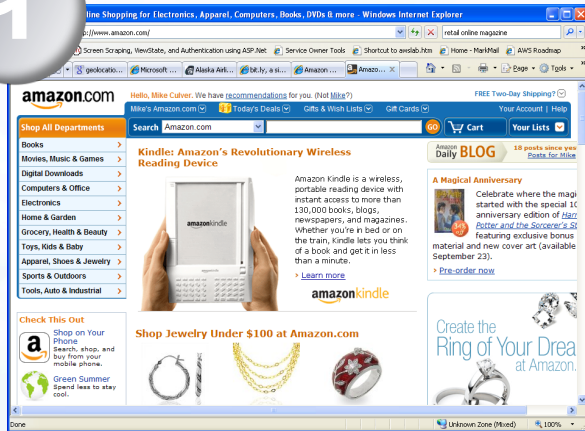 1
line Shopping for Electronics, Apparel, Computers, Books, DVDs & more - Windows Internet Explorer
p://www.amazon.com/
retail online magazine
Screen Scraping, ViewState, and Authentication using ASP.Net
Service Owner Tools
Shortcut to awslab.htm
Home - MarkMail
AWS Roadmap
geolocatio...
Microsoft ...
Alaska Airli...
bit.ly, a si...
Amazon ...
Amazo...
Page
Tools
amazon.com
Hello, Mike Culver. We have recommendations for you. (Not Mike?)
FREE Two-Day Shipping?
Mike's Amazon.com
Today's Deals
Gifts & Wish Lists
Gift Cards
Your Account | Help
Shop All Departments
Search Amazon.com
GO
Cart
Your Lists
Books
Movies, Music & Games
Digital Downloads
Computers & Office
Electronics
Home & Garden
Grocery, Health & Beauty
Toys, Kids & Baby
Apparel, Shoes & Jewelry
Sports & Outdoors
Tools, Auto & Industrial
Check This Out
Shop on Your
Phone
Search, shop, and
buy from your
mobile phone.
Green Summer
Spend less to stay
cool.
Kindle: Amazon's Revolutionary Wireless
Reading Device
amazonkindle
Amazon Kindle is a wireless,
portable reading device with
instant access to more than
130,000 books, blogs,
newspapers, and magazines.
Whether you're in bed or on
the train, Kindle lets you think
of a book and get it in less
than a minute.
Learn more
amazonkindle
Shop Jewelry Under $100 at Amazon.com
Amazon
Daily BLOG
18 posts since yes
Posts for Mike
A Magical Anniversary
Celebrate where the magi
started with the special 10
anniversary edition of Harr
Potter and the Sorcerer's St
featuring exclusive bonus
material and new cover art (available
September 23).
Pre-order now
Create the
Ring of Your Drea
at Amazon.
Done
Unknown Zone (Mixed)
100%